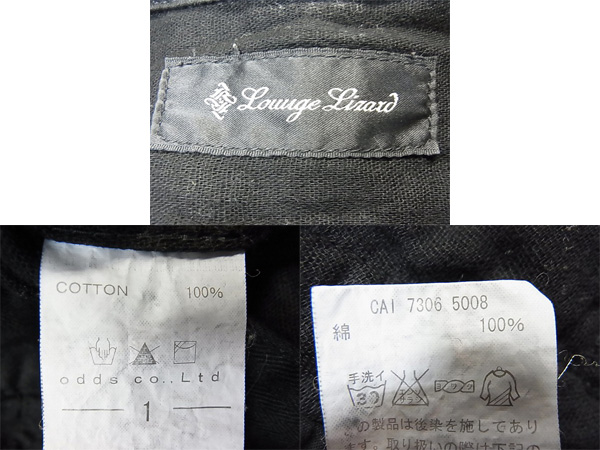 Lounge Lizard
COTTON 100%
odds co.,Ltd
1
CAI 7306 5008
綿 100%
手洗イ
30
の製品は後染を施してあり
す。取り扱いの際は下記の